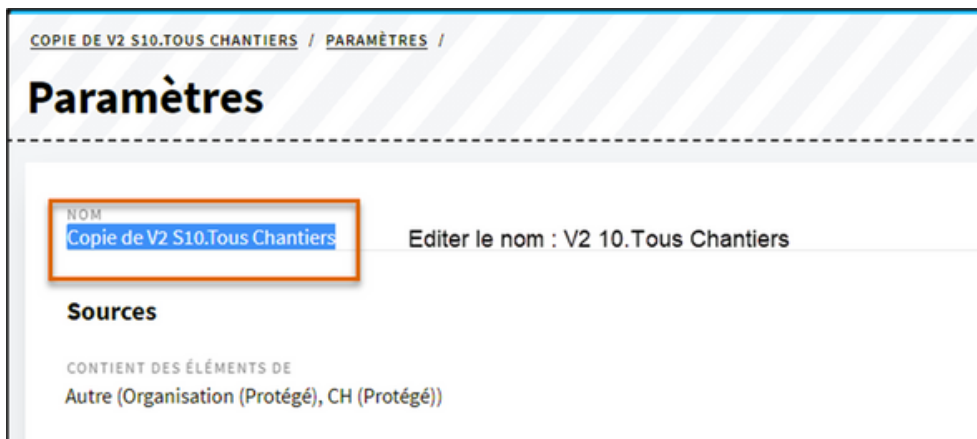 COPIE DE V2 S10.TOUS CHANTIERS / PARAMÈTRES /
Paramètres
NOM
Copie de V2 S10.Tous Chantiers
Editer le nom : V2 10.Tous Chantiers
Sources
CONTIENT DES ÉLÉMENTS DE
Autre (Organisation (Protégé), CH (Protégé))